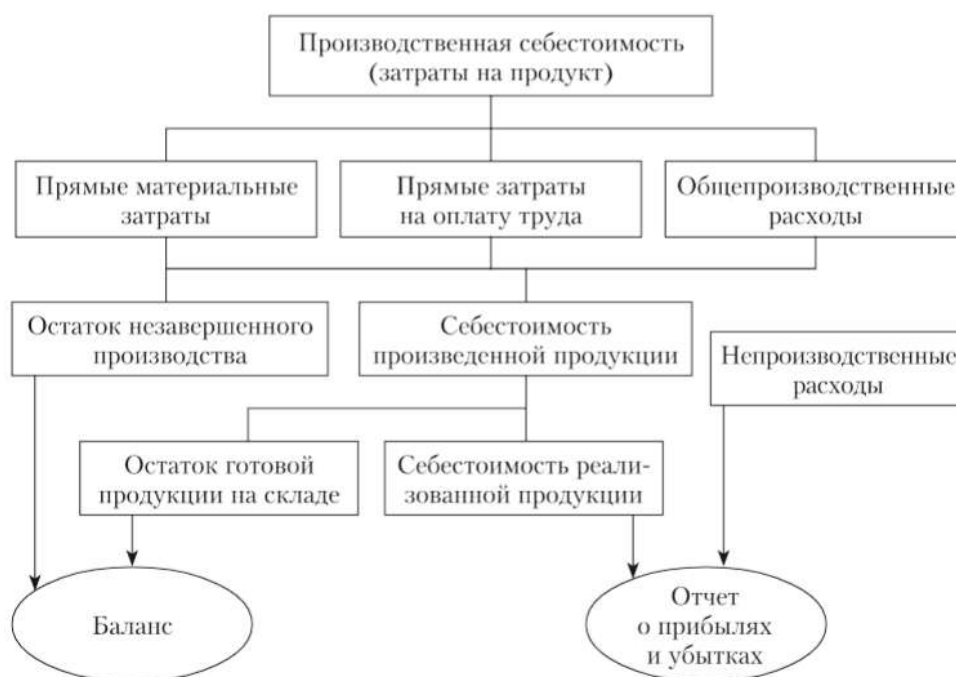 Производственная себестоимость
(затраты на продукт)
Прямые материальные
затраты
Прямые затраты
на оплату труда
Общепроизводственные
расходы
Остаток незавершенного
производства
Себестоимость
произведенной продукции
Непроизводственные
расходы
Остаток готовой
продукции на складе
Себестоимость реали-
зованной продукции
Баланс
Отчет
о прибылях
и убытках